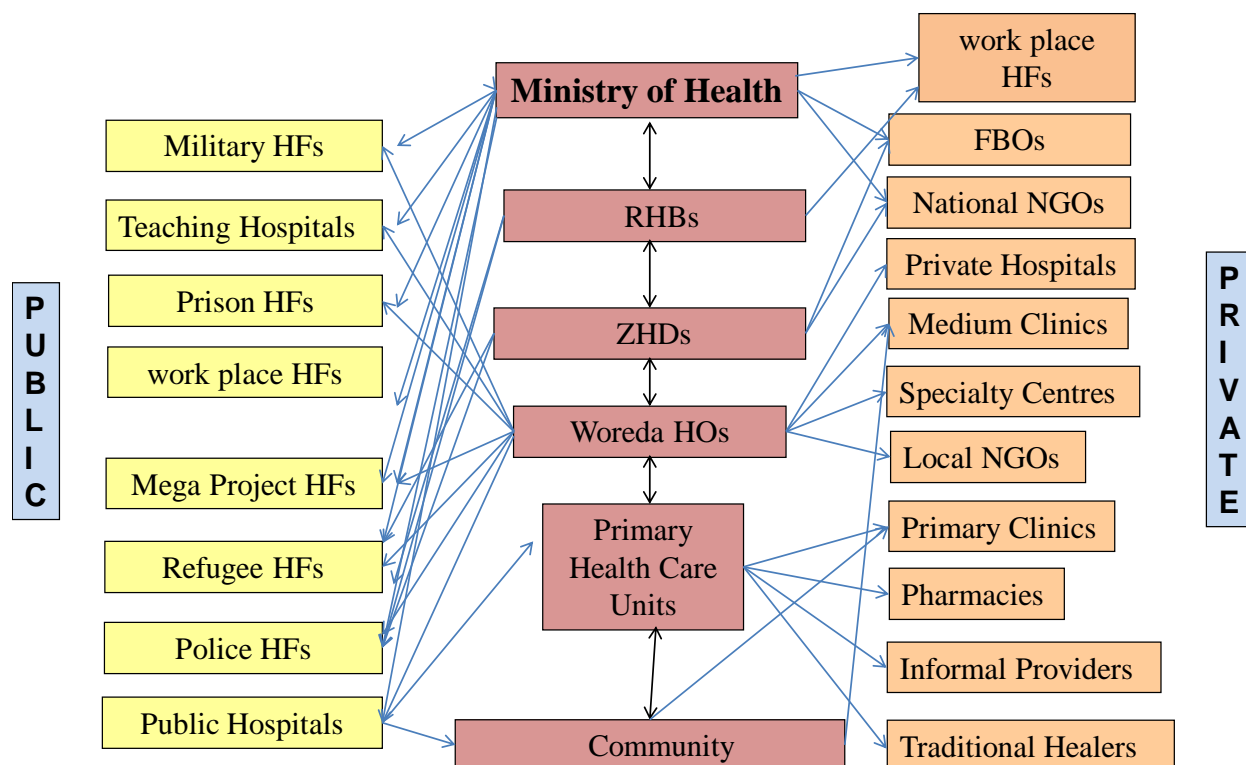 PUBLIC
Military HFs
Teaching Hospitals
Prison HFs
work place HFs
Mega Project HFs
Refugee HFs
Police HFs
Public Hospitals
Ministry of Health
RHBs
ZHDs
Woreda HOs
Primary
Health Care
Units
Community
work place
HFs
FBOs
National NGOs
Private Hospitals
Medium Clinics
Specialty Centres
Local NGOs
Primary Clinics
Pharmacies
Informal Providers
Traditional Healers
PRIVATE